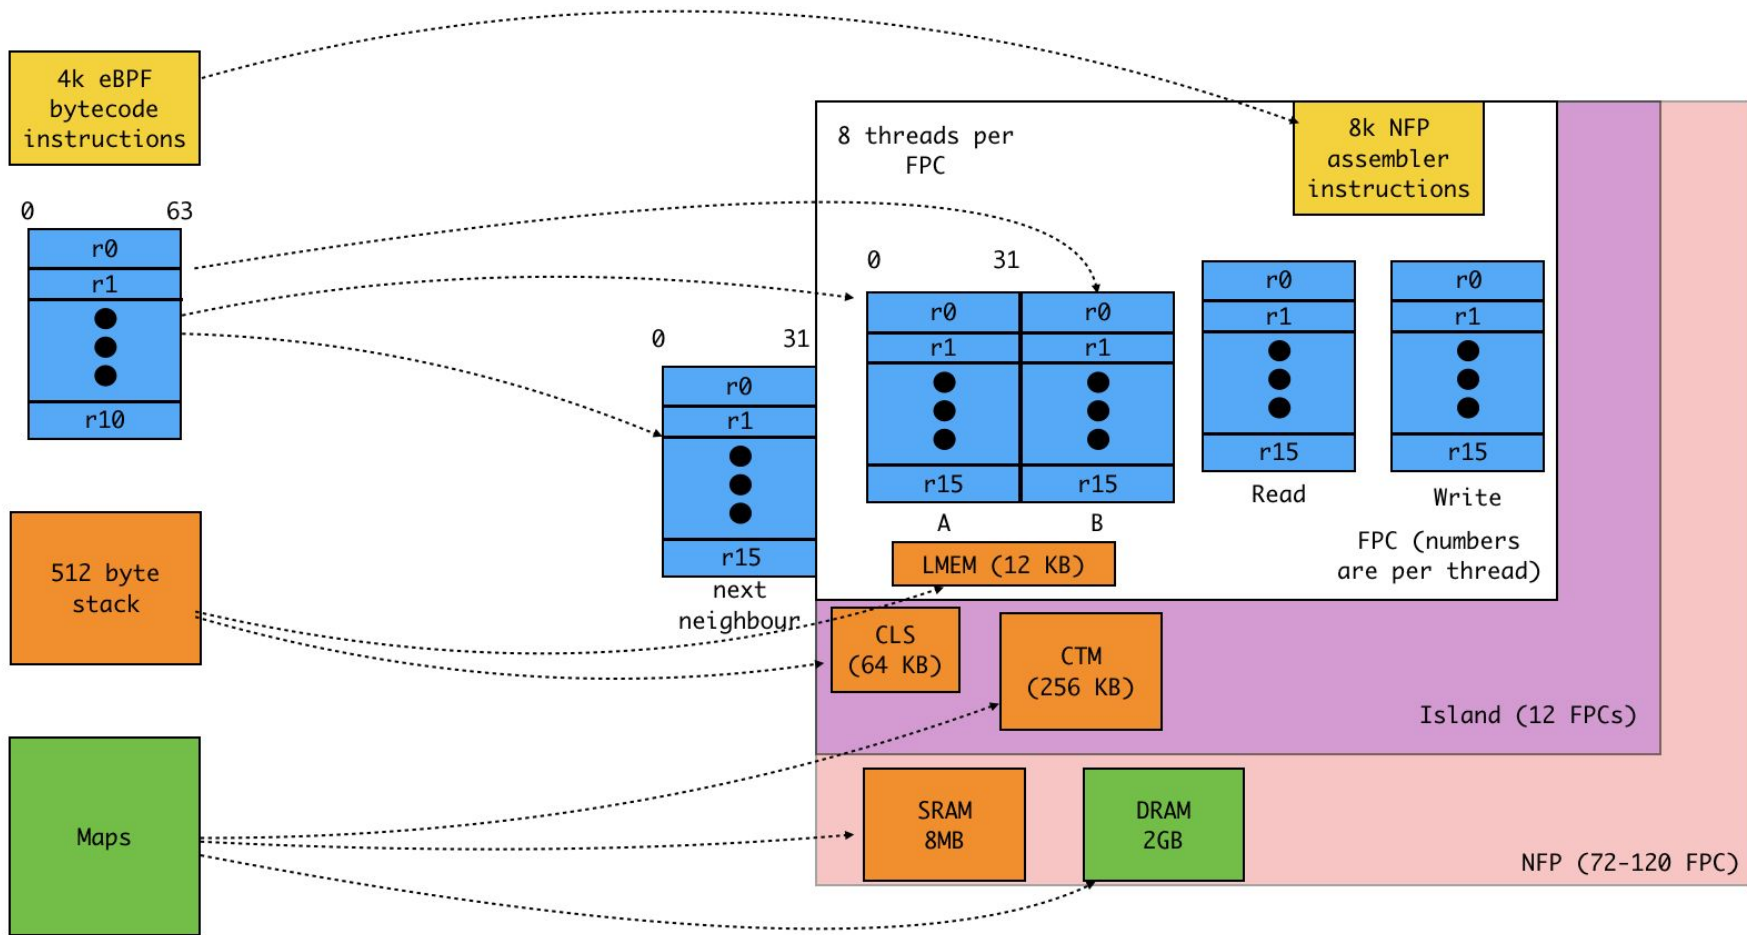 4k eBPF
bytecode
instructions
0 63
r0
r1
r10
512 byte
stack
Maps
0 31
r0
r1
r15
next
neighbour
8 threads per
FPC
8k NFP
assembler
instructions
0 31
r0 r0
r1 r1
r15 r15
A B
r0
r1
r15
Read
r0
r1
r15
Write
LMEM (12 KB)
FPC (numbers
are per thread)
CLS
(64 KB)
CTM
(256 KB)
Island (12 FPCs)
SRAM
8MB
DRAM
2GB
NFP (72-120 FPC)